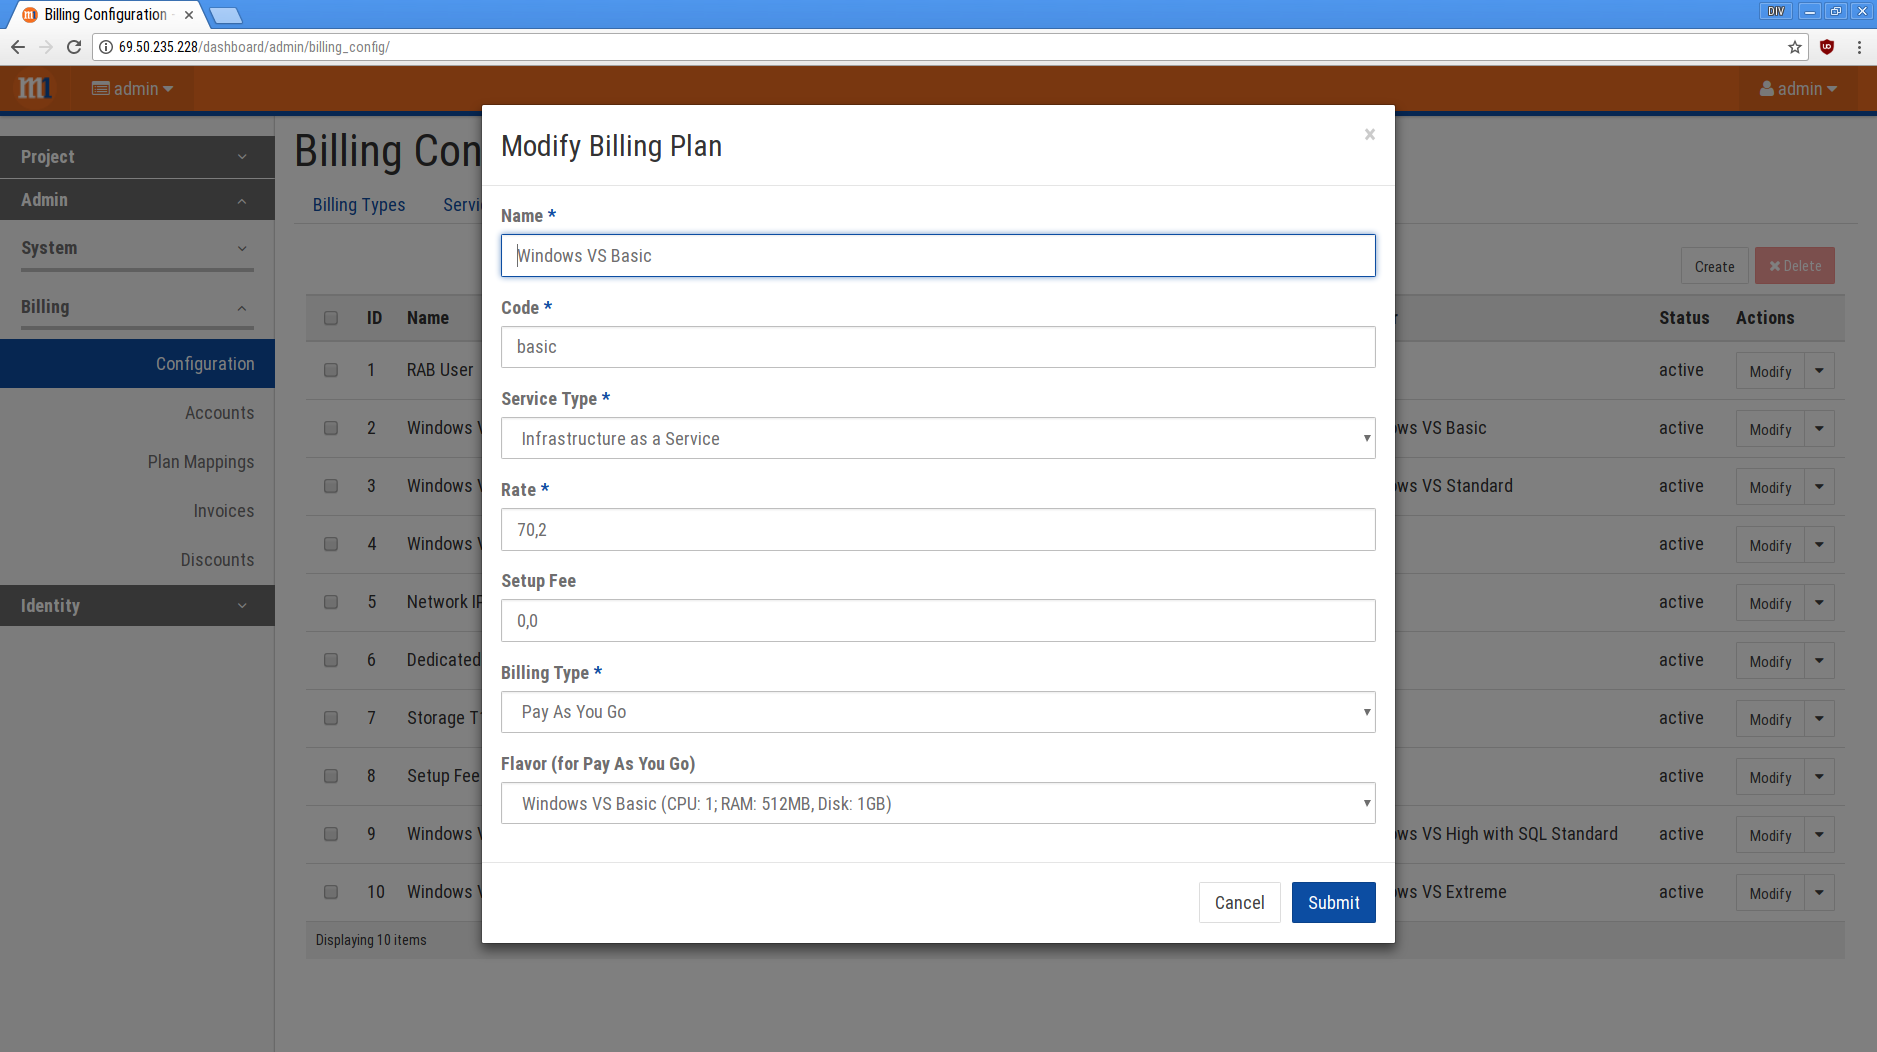 Billing Configuration
DIV
69.50.235.228/dashboard/admin/billing_config/
m1
admin
admin
Project
Admin
System
Billing
Configuration
Accounts
Plan Mappings
Invoices
Discounts
Identity
Billing Con
Billing Types Servi
Create
Delete
ID Name Status Actions
1 RAB User active Modify
2 Windows V ws VS Basic active Modify
3 Windows V ws VS Standard active Modify
4 Windows V active Modify
5 Network IP active Modify
6 Dedicated active Modify
7 Storage T1 active Modify
8 Setup Fee active Modify
9 Windows V ws VS High with SQL Standard active Modify
10 Windows V ws VS Extreme active Modify
Displaying 10 items
Modify Billing Plan
×
Name *
Windows VS Basic
Code *
basic
Service Type *
Infrastructure as a Service
Rate *
70,2
Setup Fee
0,0
Billing Type *
Pay As You Go
Flavor (for Pay As You Go)
Windows VS Basic (CPU: 1; RAM: 512MB, Disk: 1GB)
Cancel
Submit